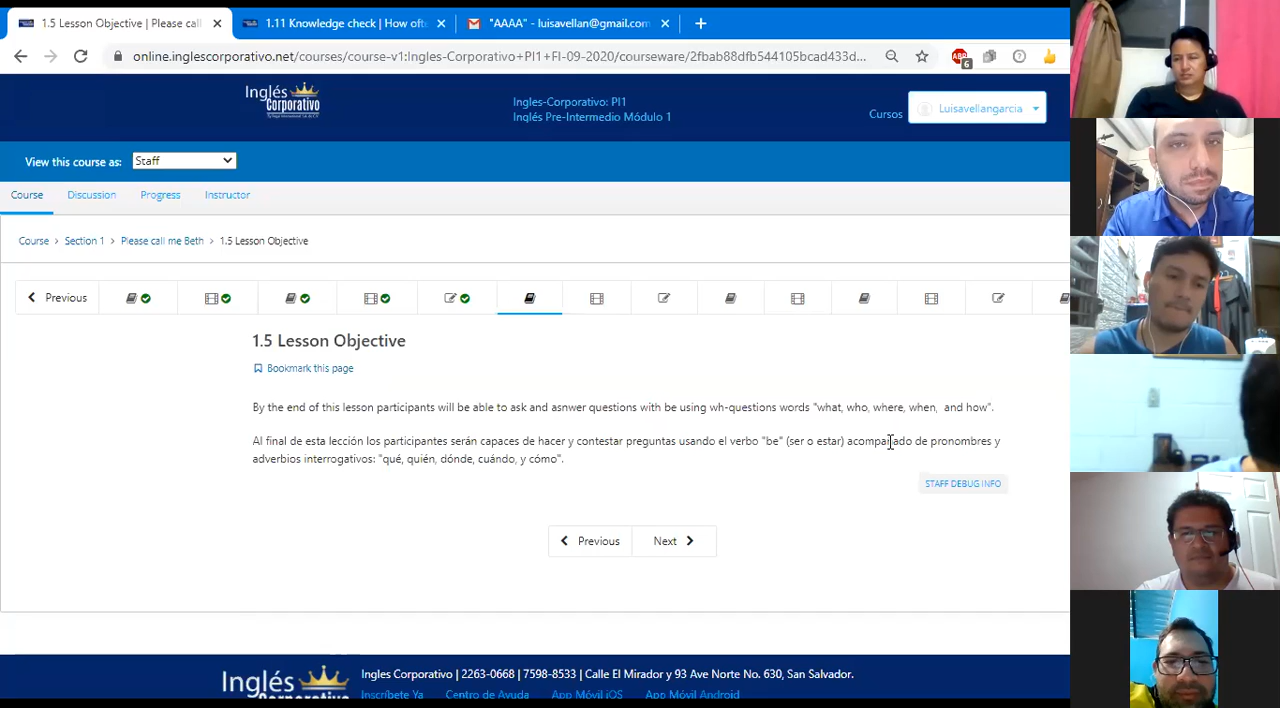 1.5 Lesson Objective | Please call
1.11 Knowledge check | How ofte
"AAAA" - luisavellan@gmail.com
online.inglescorporativo.net/courses/course-v1:Ingles-Corporativo+PI1+FI-09-2020/courseware/2fbab88dfb544105bcad433d...
6
Inglés
Corporativo
Ingles-Corporativo: PI1
Inglés Pre-Intermedio Módulo 1
Cursos
Luisavellangarcia
View this course as:
Staff
Course
Discussion
Progress
Instructor
Course > Section 1 > Please call me Beth > 1.5 Lesson Objective
Previous
1.5 Lesson Objective
Bookmark this page
By the end of this lesson participants will be able to ask and asnwer questions with be using wh-questions words "what, who, where, when, and how".
Al final de esta lección los participantes serán capaces de hacer y contestar preguntas usando el verbo "be" (ser o estar) acompañado de pronombres y
adverbios interrogativos: "qué, quién, dónde, cuándo, y cómo".
STAFF DEBUG INFO
Previous
Next
Inglés
Ingles Corporativo | 2263-0668 | 7598-8533 | Calle El Mirador y 93 Ave Norte No. 630, San Salvador.
Inscríbete Ya
Centro de Ayuda
App Móvil iOS
App Móvil Android